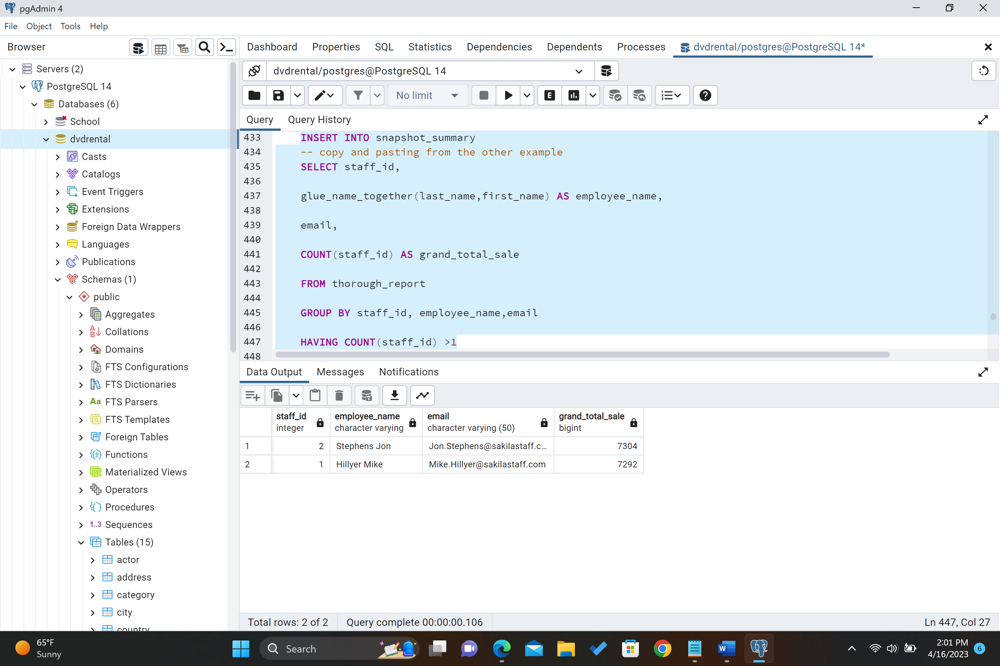 pgAdmin 4
File Object Tools Help
Browser
Dashboard Properties SQL Statistics Dependencies Dependents Processes dvdrental/postgres@PostgreSQL 14*
Servers (2)
PostgreSQL 14
Databases (6)
School
dvdrental
Casts
Catalogs
Event Triggers
Extensions
Foreign Data Wrappers
Languages
Publications
Schemas (1)
public
Aggregates
Collations
Domains
FTS Configurations
FTS Dictionaries
Aa FTS Parsers
FTS Templates
Foreign Tables
Functions
Materialized Views
Operators
Procedures
1..3 Sequences
Tables (15)
actor
address
category
city
country
dvdrental/postgres@PostgreSQL 14
No limit
E
Query Query History
433 INSERT INTO snapshot_summary
434 -- copy and pasting from the other example
435 SELECT staff_id,
436
437 glue_name_together(last_name,first_name) AS employee_name,
438
439 email,
440
441 COUNT(staff_id) AS grand_total_sale
442
443 FROM thorough_report
444
445 GROUP BY staff_id, employee_name,email
446
447 HAVING COUNT(staff_id) >1
448
Data Output Messages Notifications
staff_id employee_name email grand_total_sale
integer character varying character varying (50) bigint
1 2 Stephens Jon Jon.Stephens@sakilastaff.c... 7304
2 1 Hillyer Mike Mike.Hillyer@sakilastaff.com 7292
Total rows: 2 of 2 Query complete 00:00:00.106 Ln 447, Col 27
65°F
Sunny
Search
W
2:01 PM
4/16/2023
6